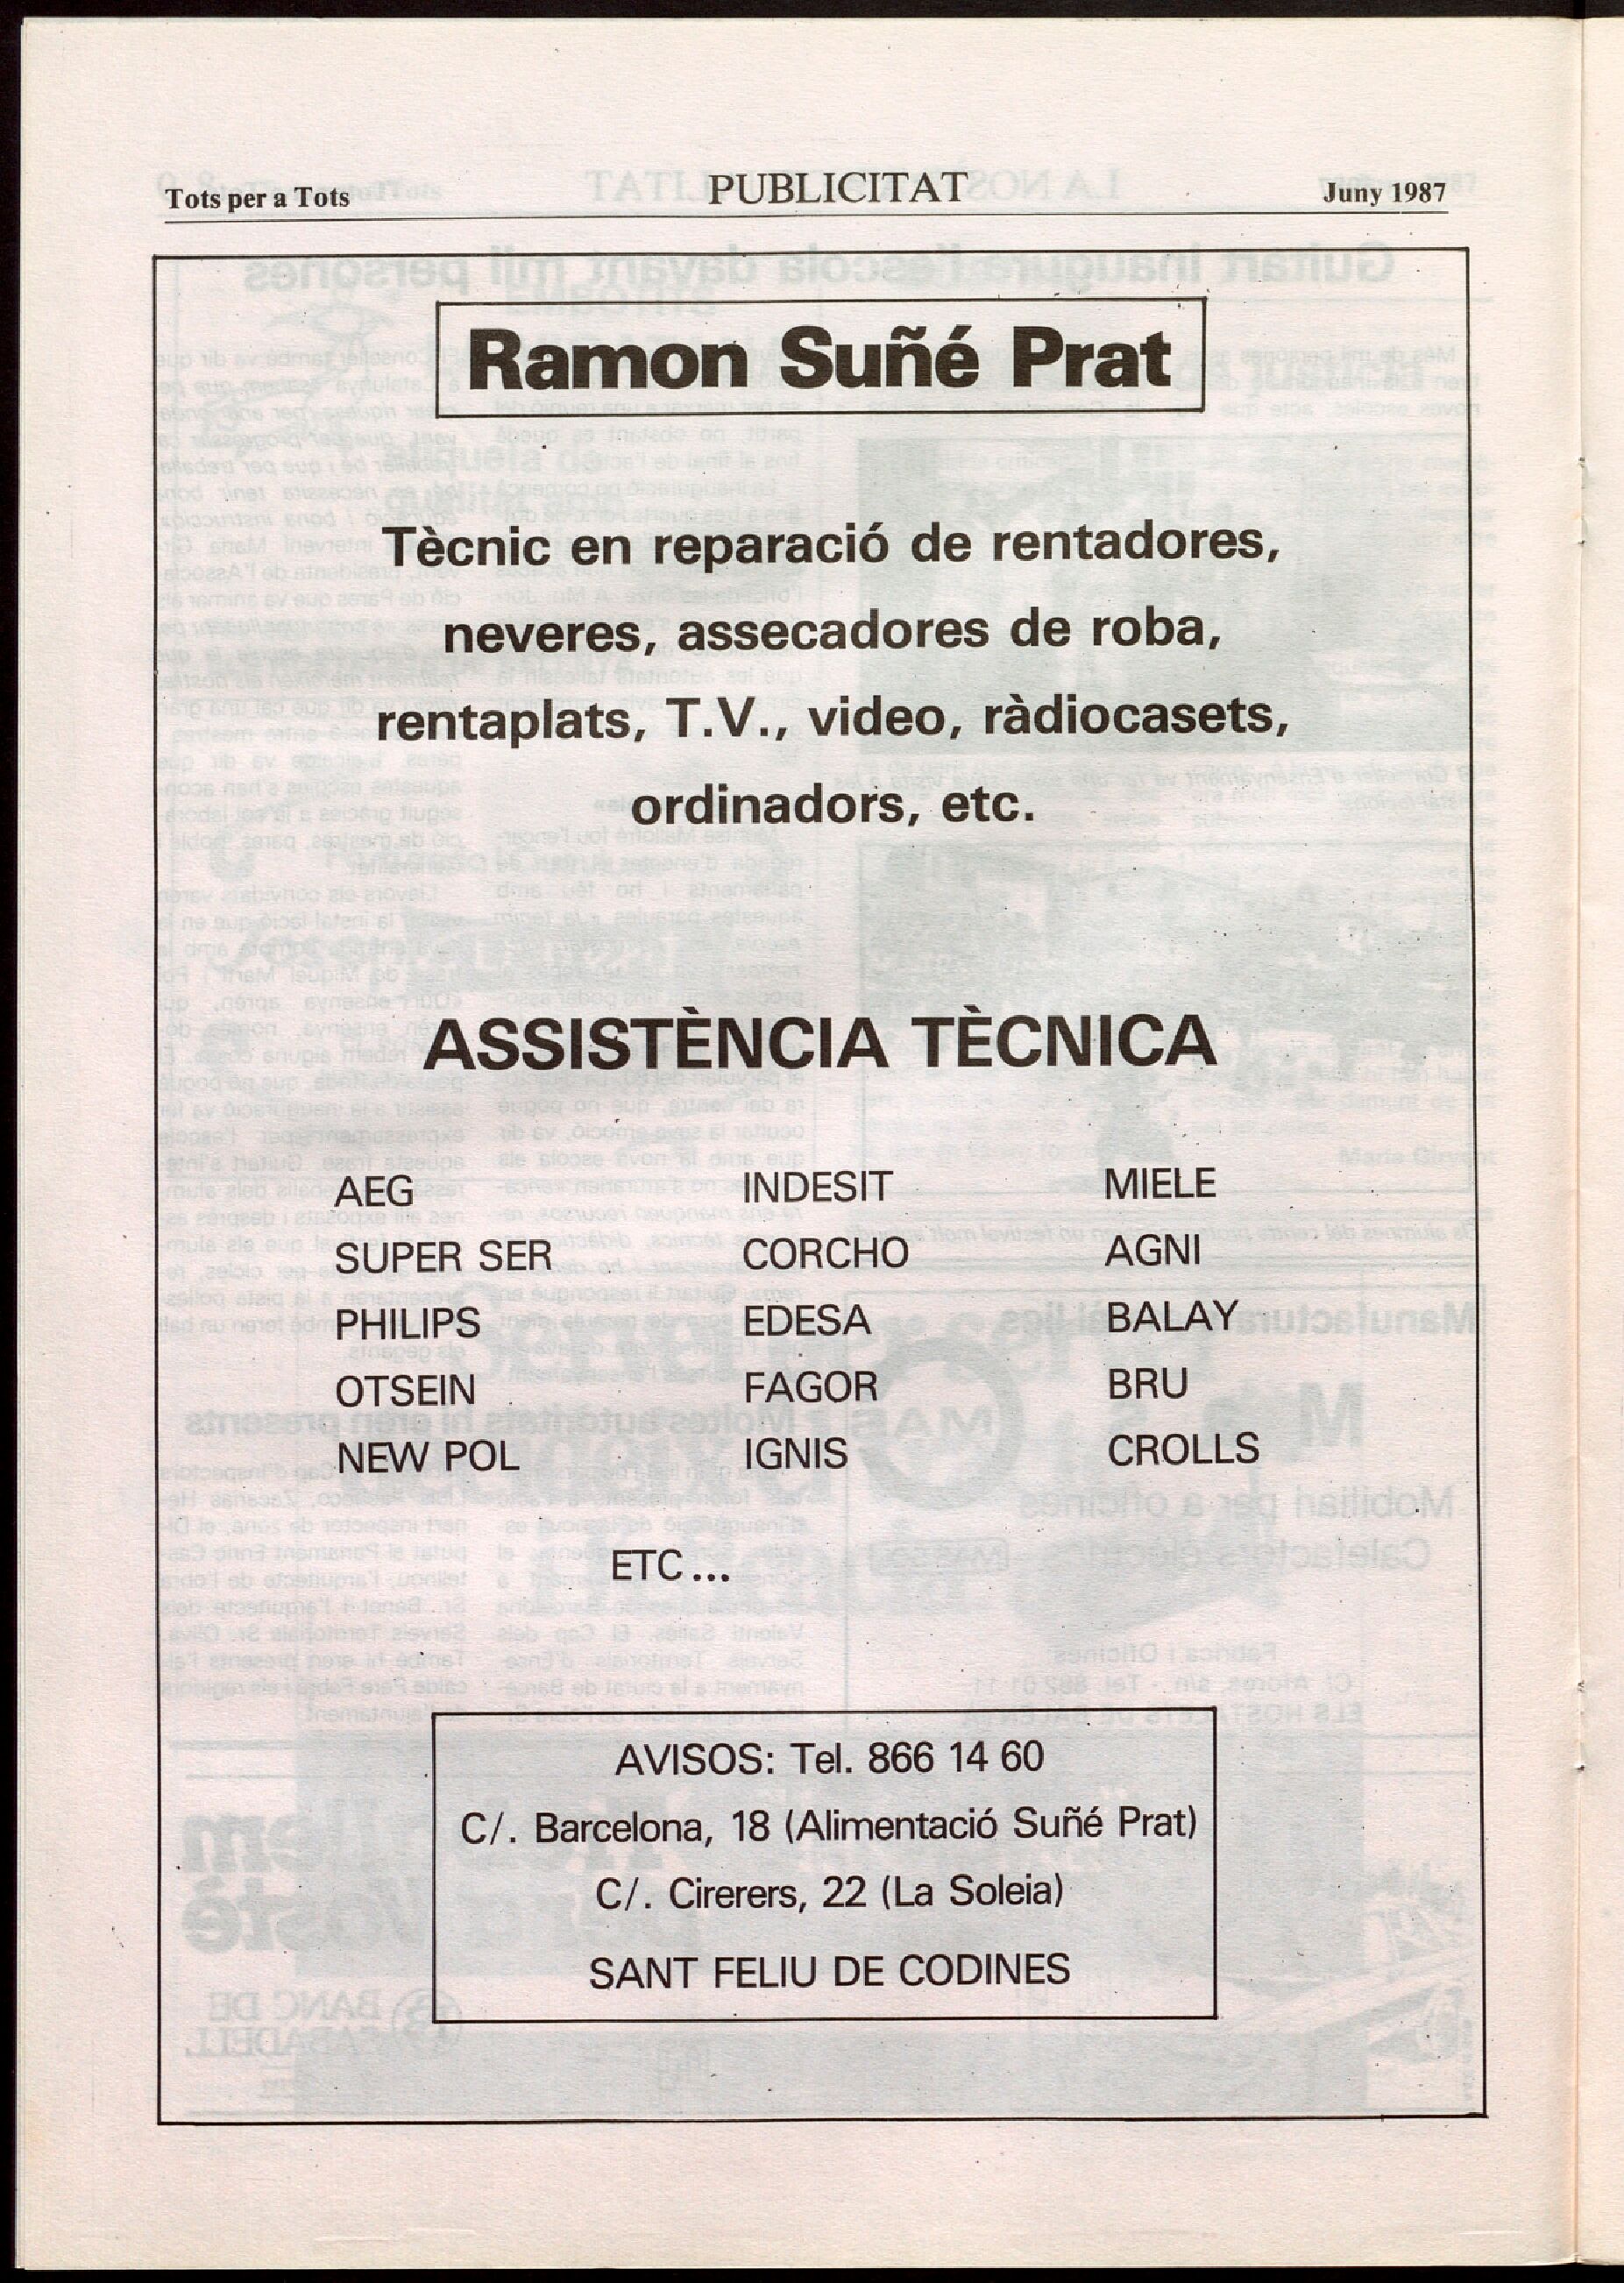 Tots per a Tots
PUBLICITAT
Juny 1987
Ramon Suñé Prat
Tècnic en reparació de rentadores,
neveres, assecadores de roba,
rentaplats, T.V., video, ràdiocasets,
ordinadors, etc.
ASSISTÈNCIA TÈCNICA
AEG INDESIT MIELE
SUPER SER CORCHO AGNI
PHILIPS EDESA BALAY
OTSEIN FAGOR BRU
NEW POL IGNIS CROLLS
ETC...
AVISOS: Tel. 866 14 60
C/. Barcelona, 18 (Alimentació Suñé Prat)
C/. Cirerers, 22 (La Soleia)
SANT FELIU DE CODINES